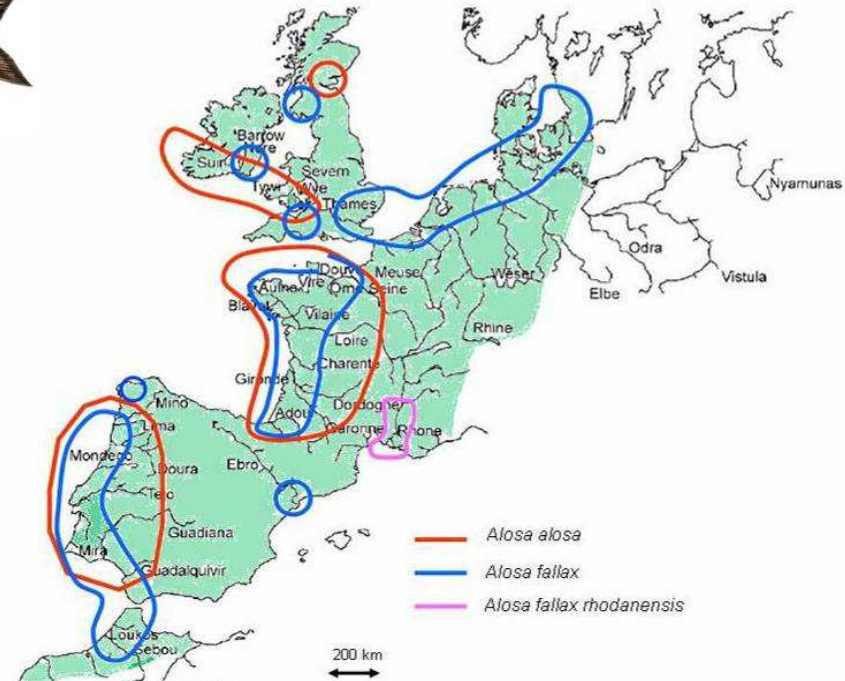 Barrow
Nore
Suir
Severn
Tywi
Wye
Thames
Nyamunas
Odra
Vistula
Elbe
Weser
Rhine
Meuse
Seine
Douv
Vire
Orne
Aulne
Blavet
Vilaine
Loire
Charente
Gironde
Dordogne
Adou
Garonne
Rhone
Mino
Lima
Mondego
Doura
Ebro
Tejo
Guadiana
Mira
Guadalquivir
Loukos
Sebou
Alosa alosa
Alosa fallax
Alosa fallax rhodanensis
200 km